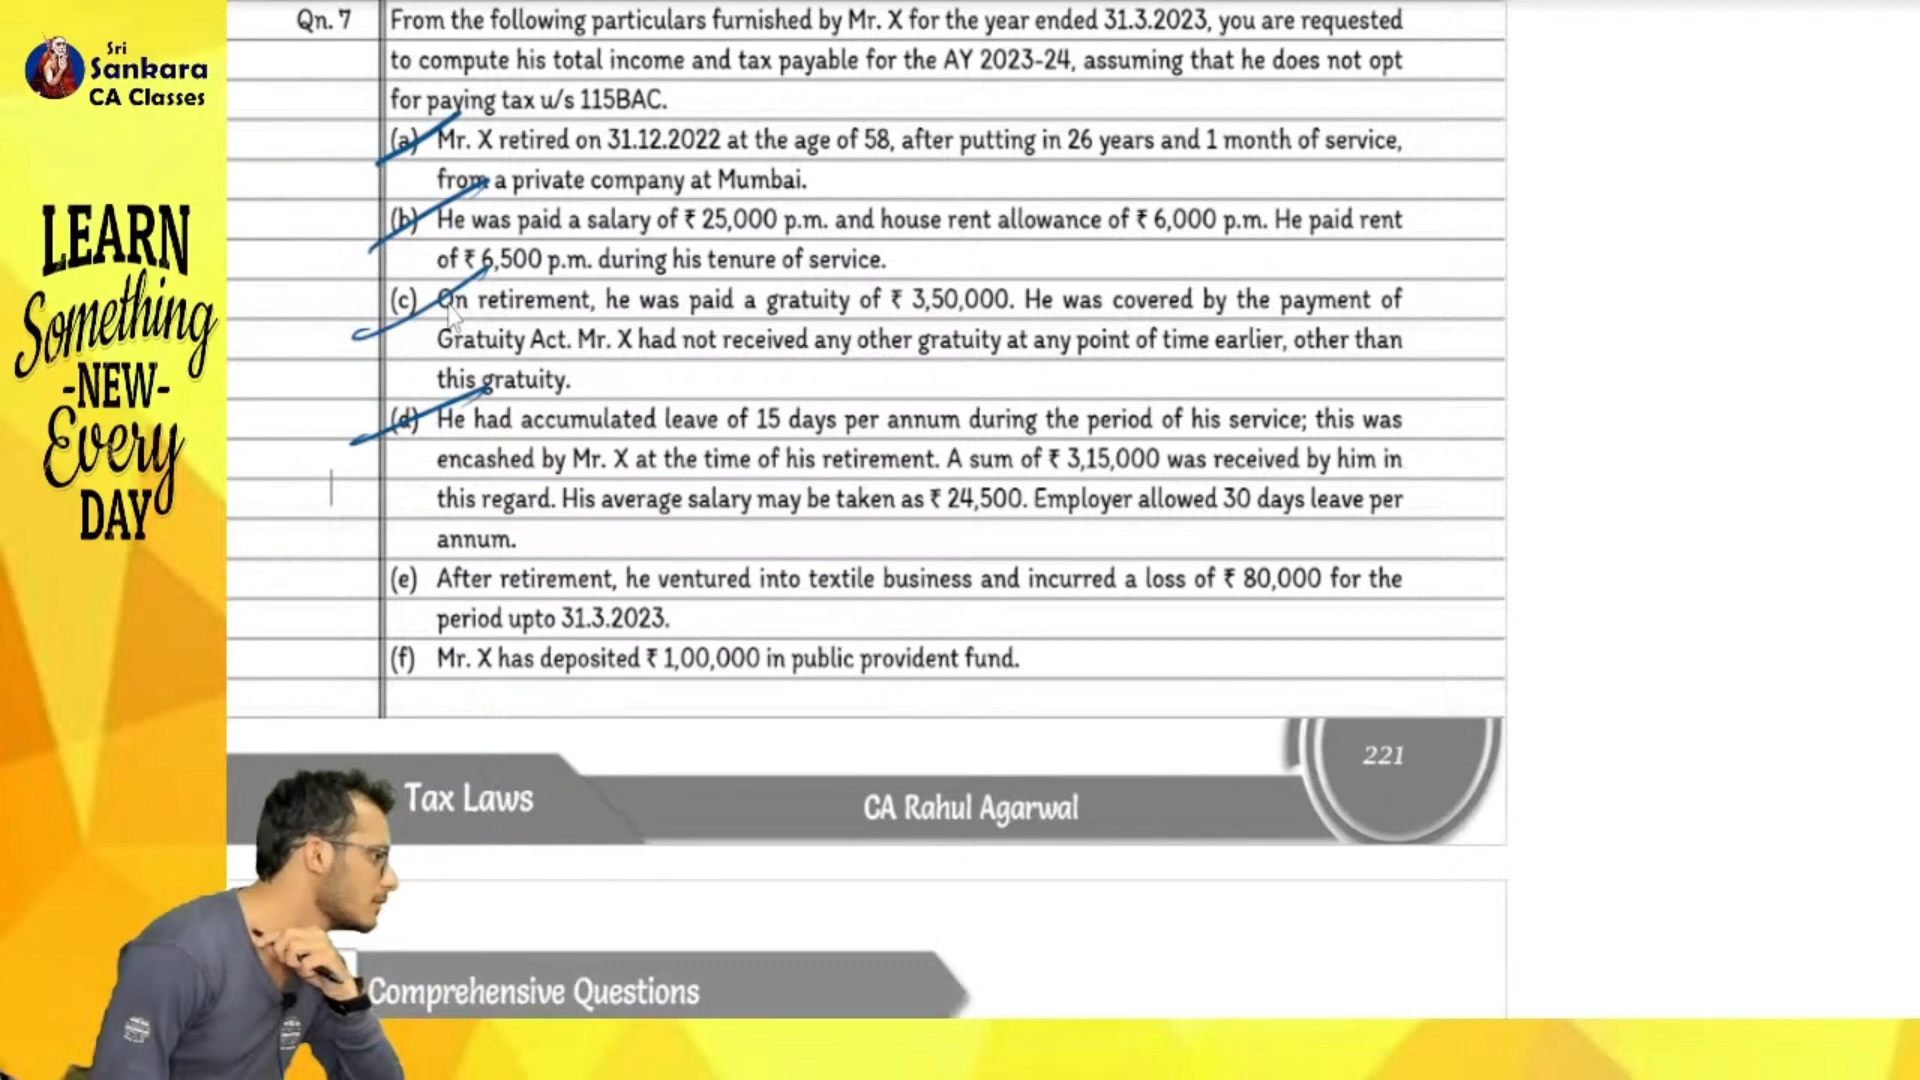 Sri
Sankara
CA Classes
LEARN
Something
-NEW-
Every
DAY
Qn. 7
From the following particulars furnished by Mr. X for the year ended 31.3.2023, you are requested
to compute his total income and tax payable for the AY 2023-24, assuming that he does not opt
for paying tax u/s 115BAC.
(a) Mr. X retired on 31.12.2022 at the age of 58, after putting in 26 years and 1 month of service,
from a private company at Mumbai.
(b) He was paid a salary of ₹ 25,000 p.m. and house rent allowance of ₹ 6,000 p.m. He paid rent
of ₹ 6,500 p.m. during his tenure of service.
(c) On retirement, he was paid a gratuity of ₹ 3,50,000. He was covered by the payment of
Gratuity Act. Mr. X had not received any other gratuity at any point of time earlier, other than
this gratuity.
(d) He had accumulated leave of 15 days per annum during the period of his service; this was
encashed by Mr. X at the time of his retirement. A sum of ₹ 3,15,000 was received by him in
this regard. His average salary may be taken as ₹ 24,500. Employer allowed 30 days leave per
annum.
(e) After retirement, he ventured into textile business and incurred a loss of ₹ 80,000 for the
period upto 31.3.2023.
(f) Mr. X has deposited ₹ 1,00,000 in public provident fund.
221
Tax Laws
CA Rahul Agarwal
Comprehensive Questions